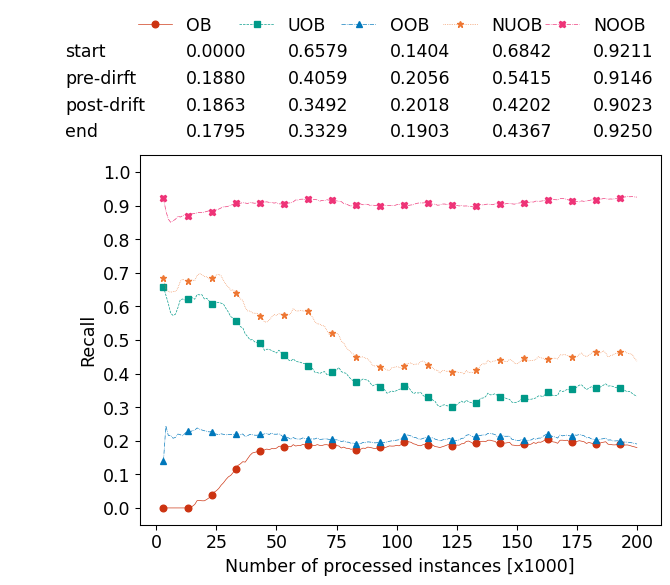 OB UOB OOB NUOB NOOB
start 0.0000 0.6579 0.1404 0.6842 0.9211
pre-dirft 0.1880 0.4059 0.2056 0.5415 0.9146
post-drift 0.1863 0.3492 0.2018 0.4202 0.9023
end 0.1795 0.3329 0.1903 0.4367 0.9250
1.0
0.9
0.8
0.7
0.6
0.5
0.4
0.3
0.2
0.1
0.0
Recall
0 25 50 75 100 125 150 175 200
Number of processed instances [x1000]